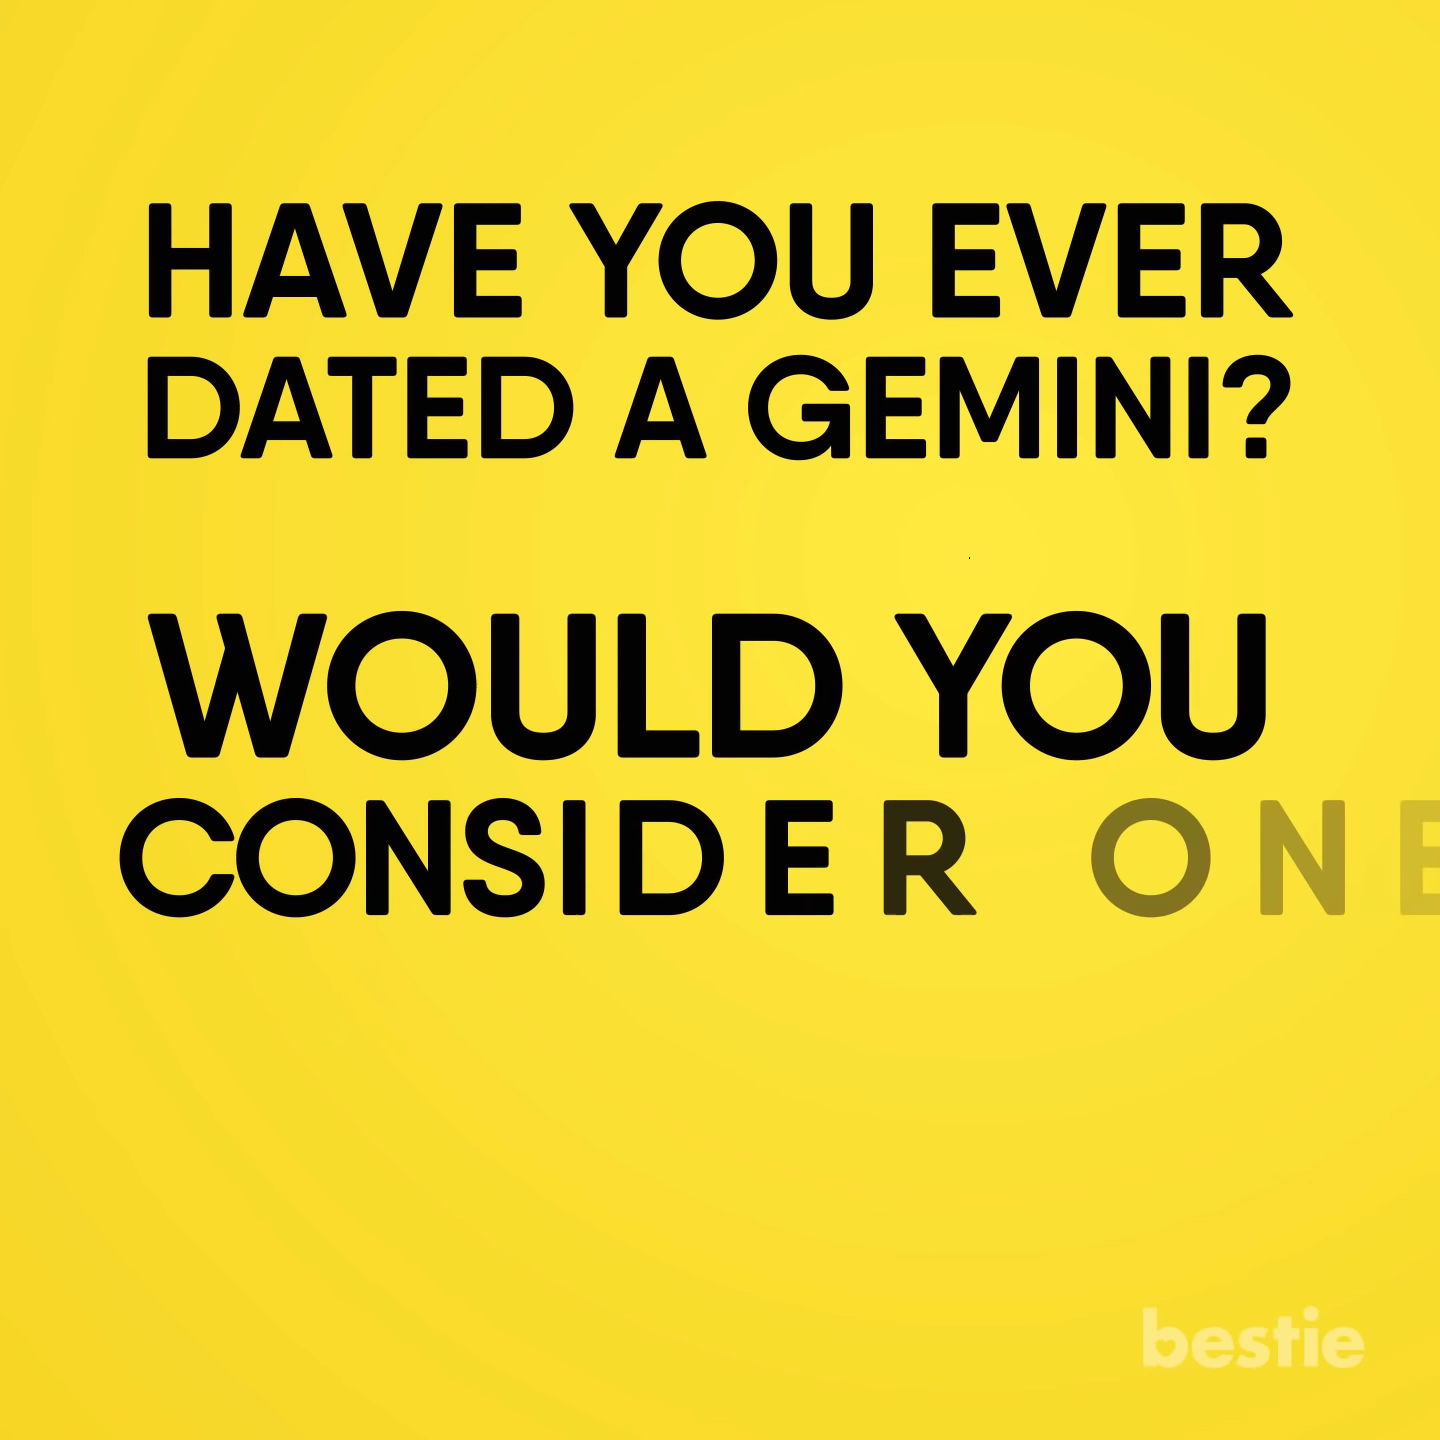 HAVE YOU EVER
DATED A GEMINI?
WOULD YOU
CONSIDER ONE
bestie